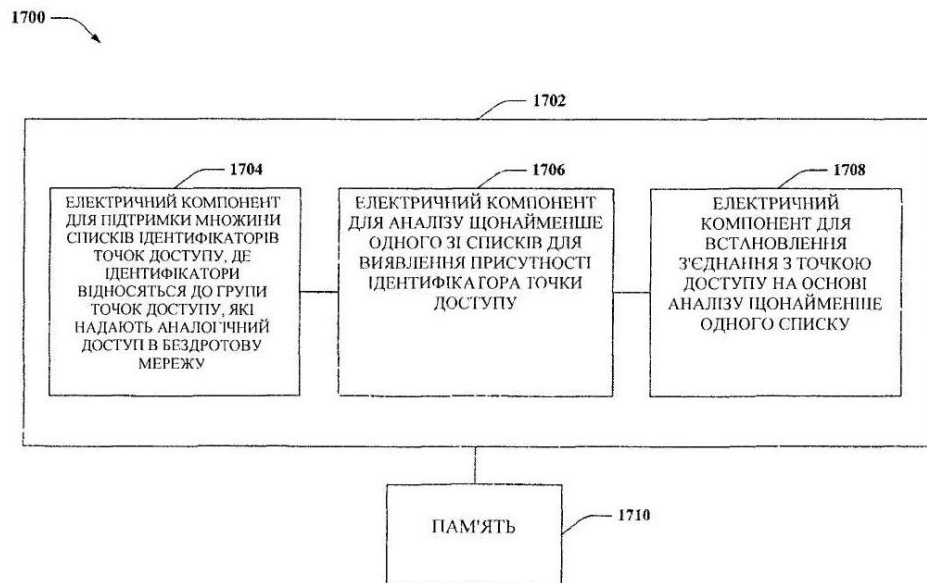 1700
1702
1704
ЕЛЕКТРИЧНИЙ КОМПОНЕНТ
ДЛЯ ПІДТРИМКИ МНОЖИНИ
СПИСКІВ ІДЕНТИФІКАТОРІВ
ТОЧОК ДОСТУПУ, ДЕ
ІДЕНТИФІКАТОРИ
ВІДНОСЯТЬСЯ ДО ГРУПИ
ТОЧОК ДОСТУПУ, ЯКІ
НАДАЮТЬ АНАЛОГІЧНИЙ
ДОСТУП В БЕЗДРОТОВУ
МЕРЕЖУ
1706
ЕЛЕКТРИЧНИЙ КОМПОНЕНТ
ДЛЯ АНАЛІЗУ ЩОНАЙМЕНШЕ
ОДНОГО ЗІ СПИСКІВ ДЛЯ
ВИЯВЛЕННЯ ПРИСУТНОСТІ
ІДЕНТИФІКАТОРА ТОЧКИ
ДОСТУПУ
1708
ЕЛЕКТРИЧНИЙ
КОМПОНЕНТ ДЛЯ
ВСТАНОВЛЕННЯ
З'ЄДНАННЯ З ТОЧКОЮ
ДОСТУПУ НА ОСНОВІ
АНАЛІЗУ ЩОНАЙМЕНШЕ
ОДНОГО СПИСКУ
ПАМ'ЯТЬ
1710